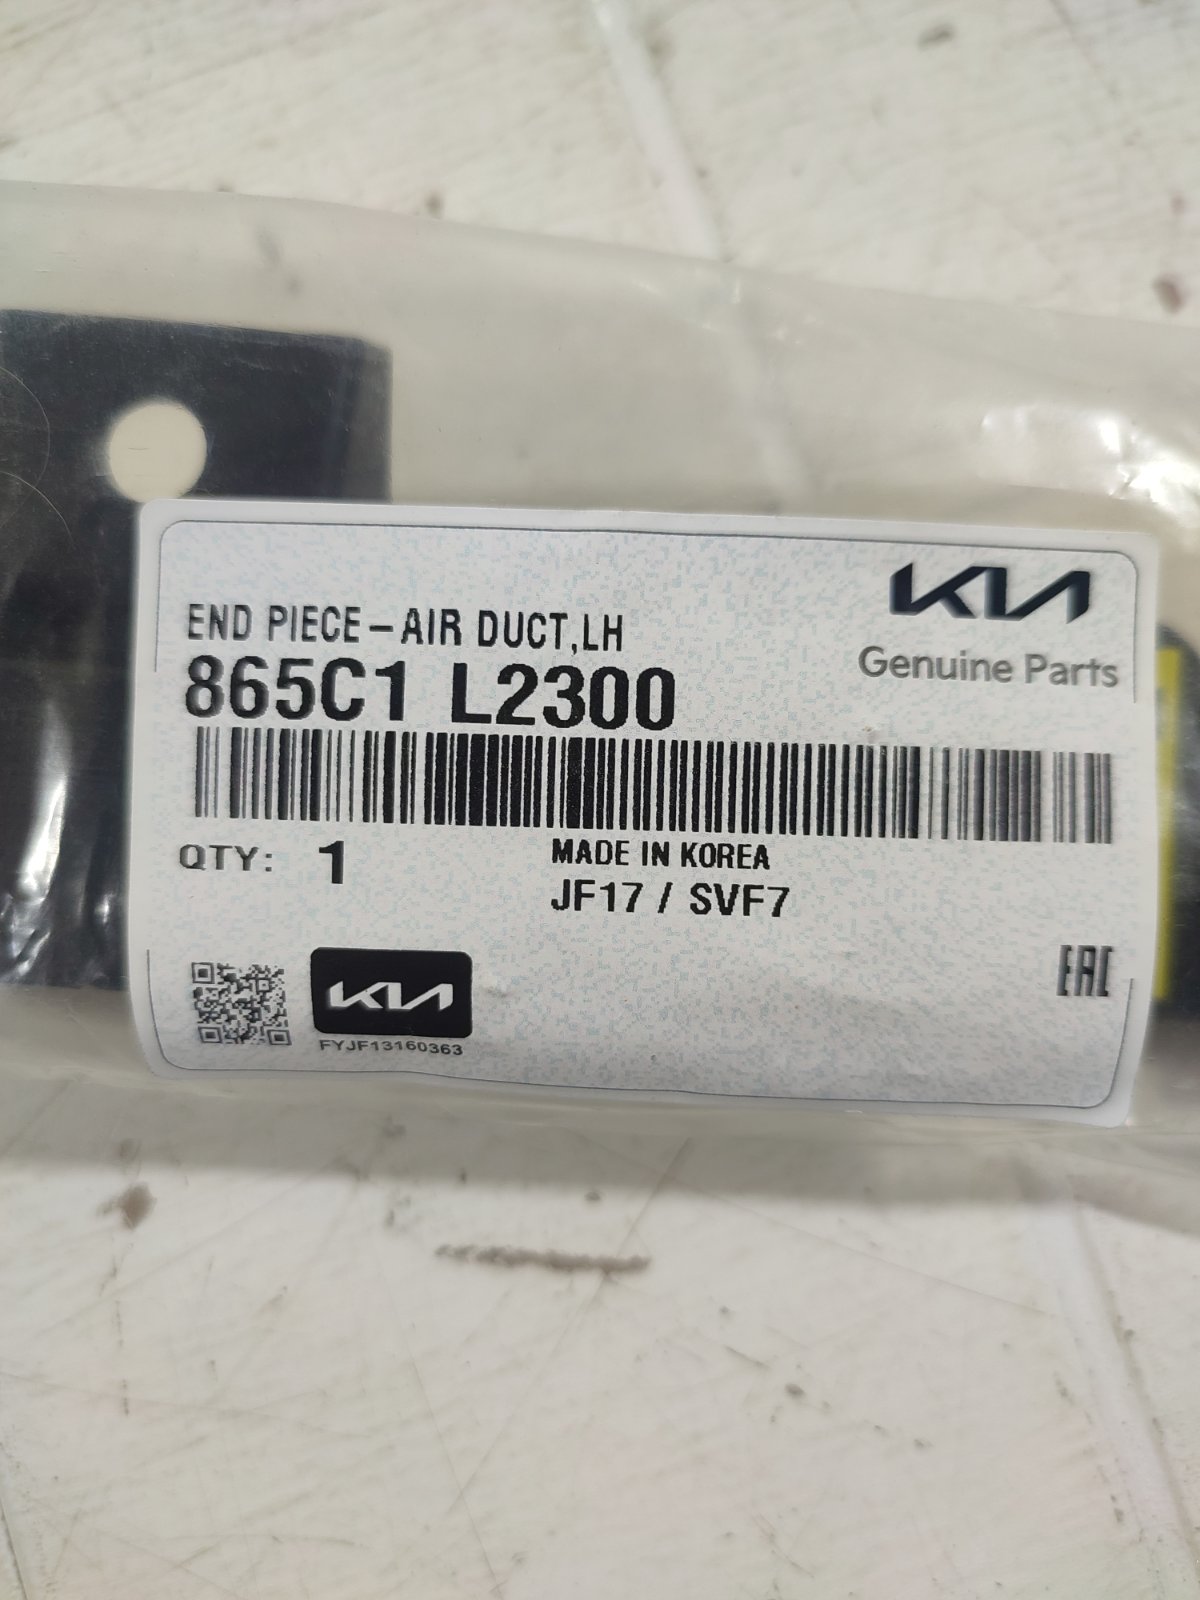 KIA
Genuine Parts
END PIECE-AIR DUCT,LH
865C1 L2300
QTY: 1
MADE IN KOREA
JF17 / SVF7
KIA
FYJF13160363
EAC